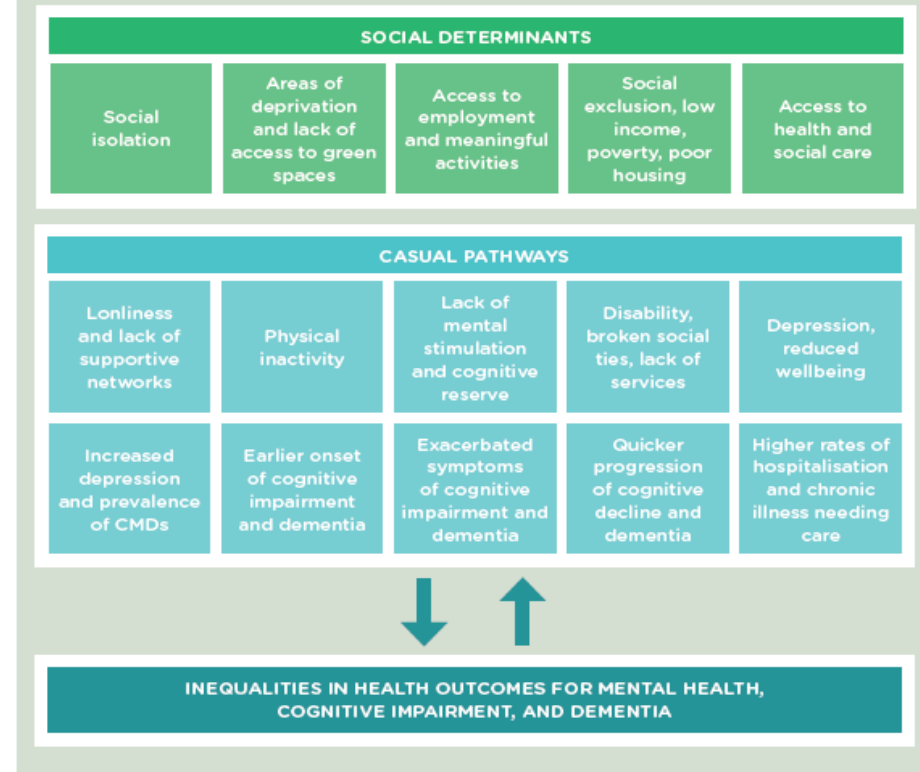 SOCIAL DETERMINANTS
Social
isolation
Areas of
deprivation
and lack of
access to green
spaces
Access to
employment
and meaningful
activities
Social
exclusion, low
income,
poverty, poor
housing
Access to
health and
social care
CASUAL PATHWAYS
Lonliness
and lack of
supportive
networks
Physical
inactivity
Lack of
mental
stimulation
and cognitive
reserve
Disability,
broken social
ties, lack of
services
Depression,
reduced
wellbeing
Increased
depression
and prevalence
of CMDs
Earlier onset
of cognitive
impairment
and dementia
Exacerbated
symptoms
of cognitive
impairment and
dementia
Quicker
progression
of cognitive
decline and
dementia
Higher rates of
hospitalisation
and chronic
illness needing
care
INEQUALITIES IN HEALTH OUTCOMES FOR MENTAL HEALTH,
COGNITIVE IMPAIRMENT, AND DEMENTIA